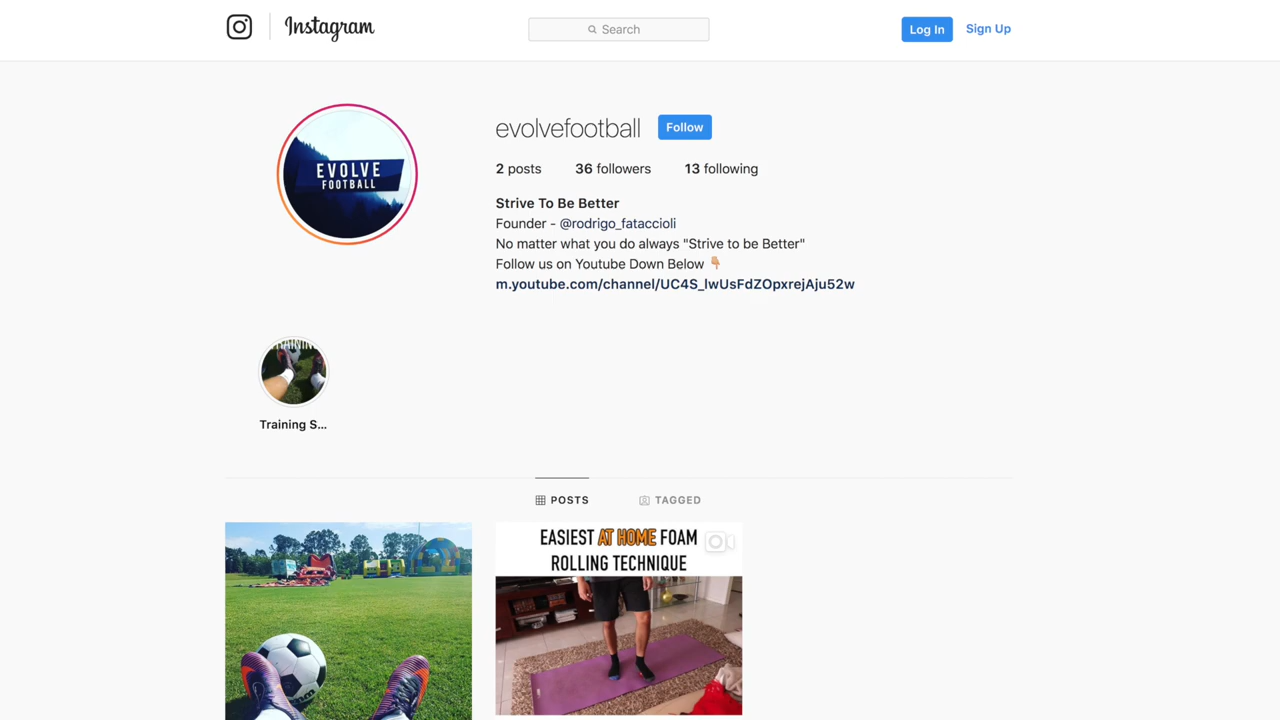 Instagram
Search
Log In
Sign Up
EVOLVE
FOOTBALL
evolvefootball
Follow
2 posts 36 followers 13 following
Strive To Be Better
Founder - @rodrigo_fataccioli
No matter what you do always "Strive to be Better"
Follow us on Youtube Down Below 👇🏼
m.youtube.com/channel/UC4S_lwUsFdZOpxrejAju52w
Training S...
POSTS
TAGGED
EASIEST AT HOME FOAM
ROLLING TECHNIQUE